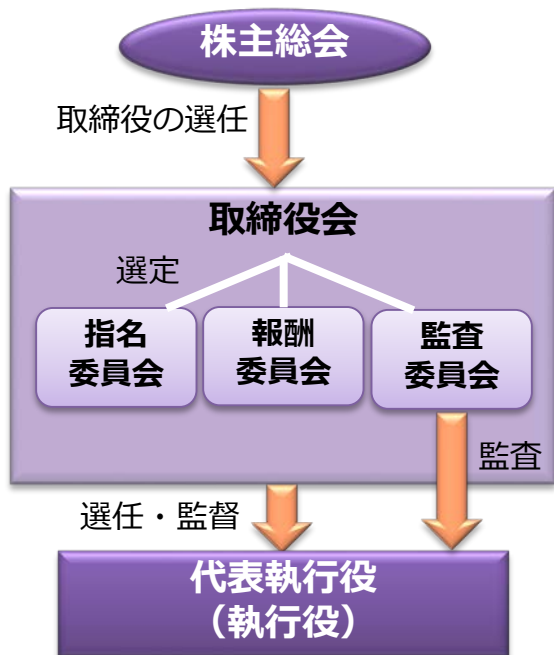 株主総会
取締役の選任
取締役会
選定
指名
委員会
報酬
委員会
監査
委員会
監査
選任・監督
代表執行役
（執行役）